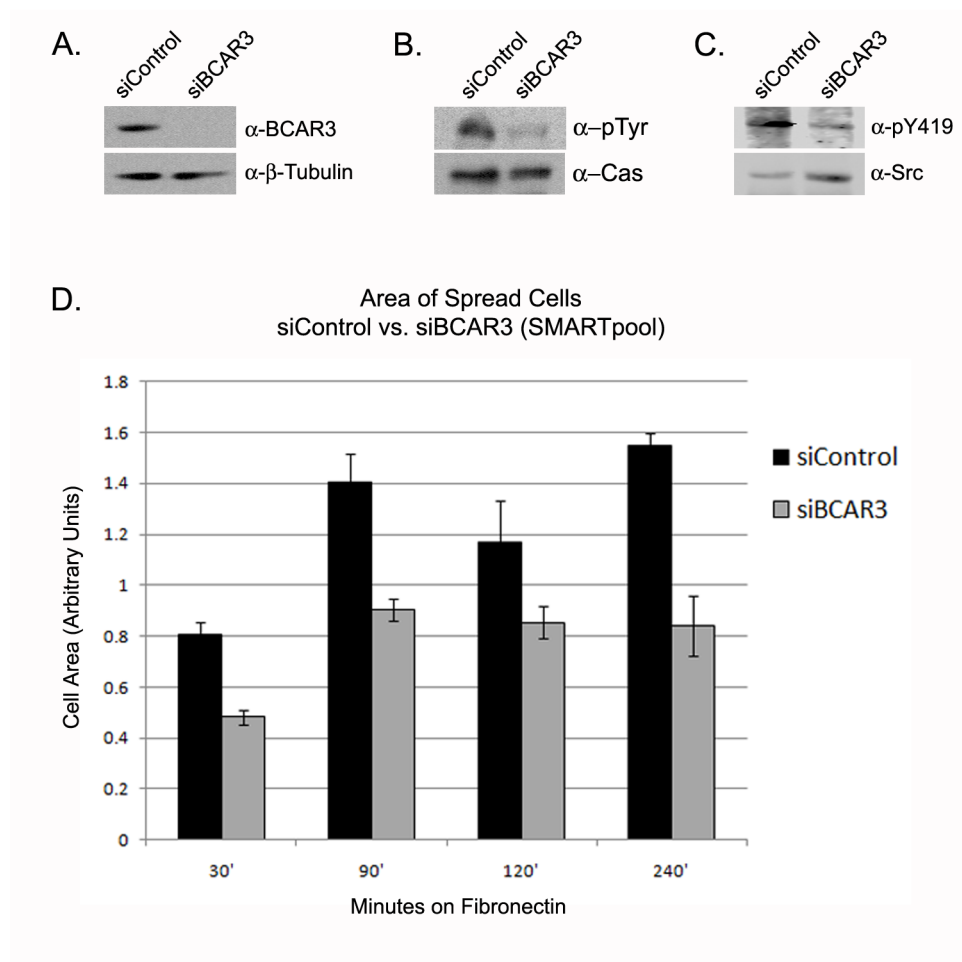 A.
siControl
siBCAR3
α-BCAR3
α-β-Tubulin
B.
siControl
siBCAR3
α–pTyr
α–Cas
C.
siControl
siBCAR3
α-pY419
α-Src
D.
Area of Spread Cells
siControl vs. siBCAR3 (SMARTpool)
Cell Area (Arbitrary Units)
1.8
1.6
1.4
1.2
1
0.8
0.6
0.4
0.2
0
siControl
siBCAR3
30' 90' 120' 240'
Minutes on Fibronectin